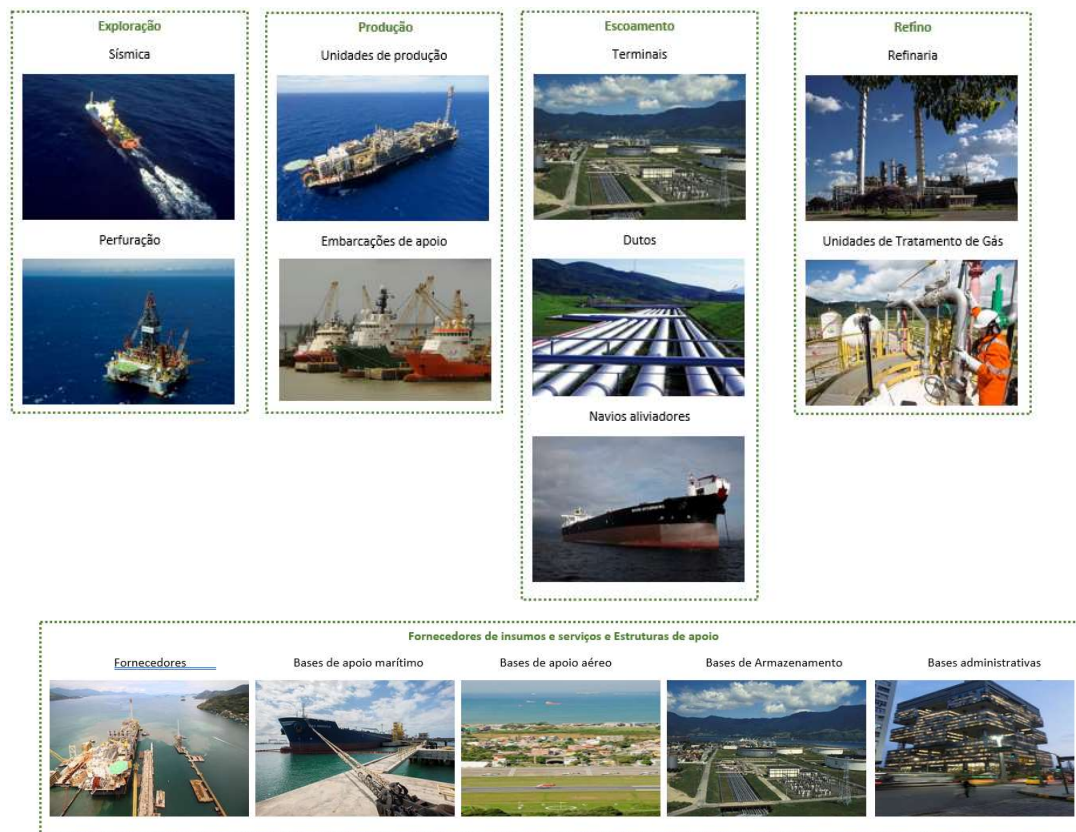 Exploração
Sísmica
Perfuração
Produção
Unidades de produção
Embarcações de apoio
Escoamento
Terminais
Dutos
Navios aliviadores
Refino
Refinaria
Unidades de Tratamento de Gás
Fornecedores de insumos e serviços e Estruturas de apoio
Fornecedores
Bases de apoio marítimo
Bases de apoio aéreo
Bases de Armazenamento
Bases administrativas